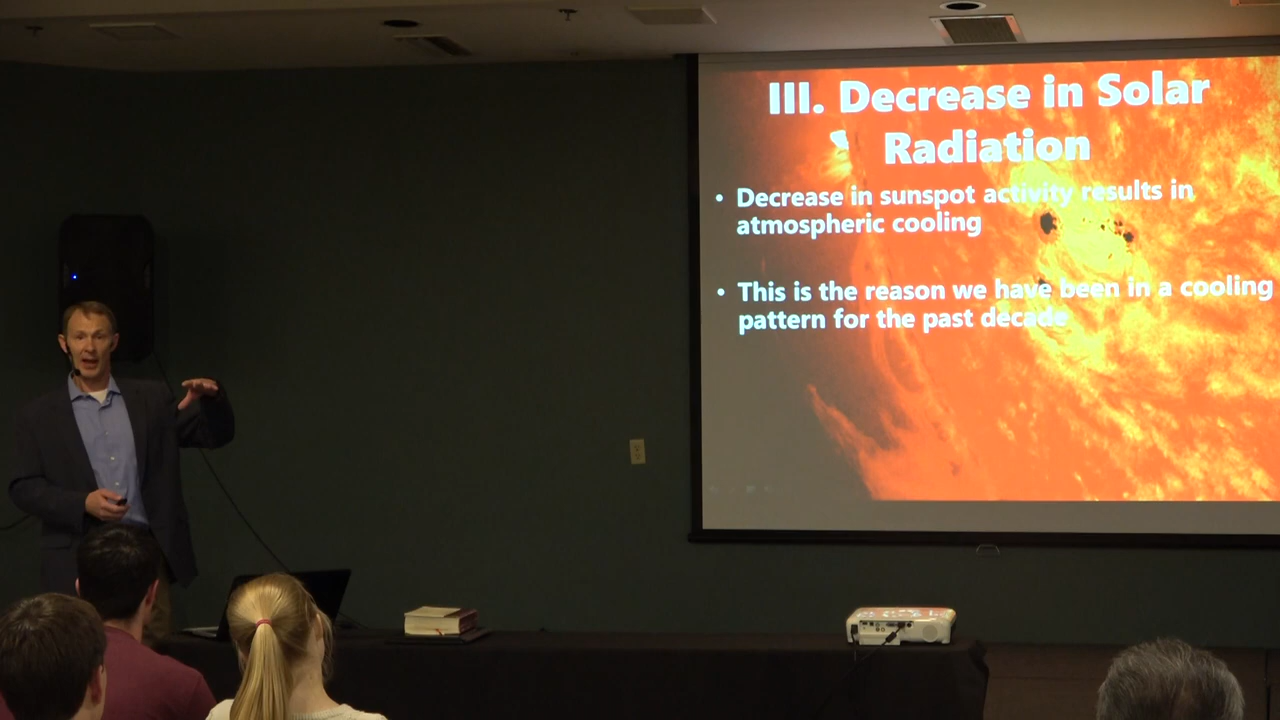 III. Decrease in Solar
Radiation
• Decrease in sunspot activity results in
atmospheric cooling
• This is the reason we have been in a cooling
pattern for the past decade